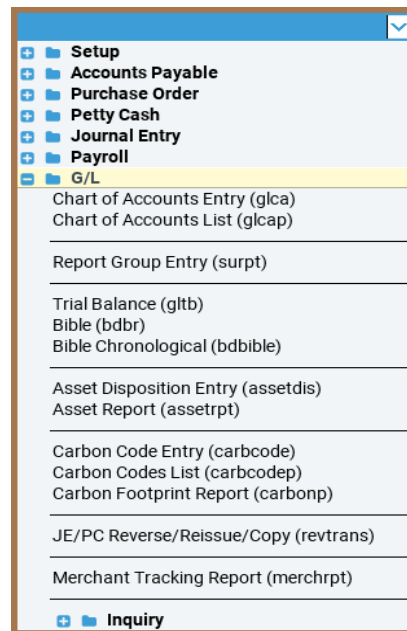 Setup
Accounts Payable
Purchase Order
Petty Cash
Journal Entry
Payroll
G/L
Chart of Accounts Entry (glca)
Chart of Accounts List (glcap)
Report Group Entry (surpt)
Trial Balance (gltb)
Bible (bdbr)
Bible Chronological (bdbible)
Asset Disposition Entry (assetdis)
Asset Report (assetrpt)
Carbon Code Entry (carbcode)
Carbon Codes List (carbcodep)
Carbon Footprint Report (carbonp)
JE/PC Reverse/Reissue/Copy (revtrans)
Merchant Tracking Report (merchrpt)
Inquiry